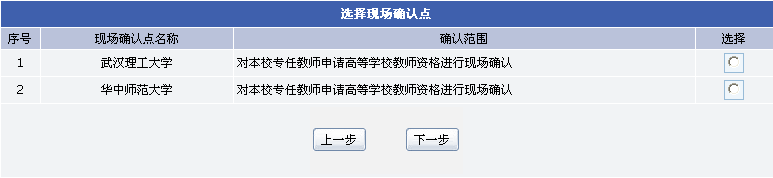 选择现场确认点
序号 现场确认点名称 确认范围 选择
1 武汉理工大学 对本校专任教师申请高等学校教师资格进行现场确认
2 华中师范大学 对本校专任教师申请高等学校教师资格进行现场确认
上一步 下一步